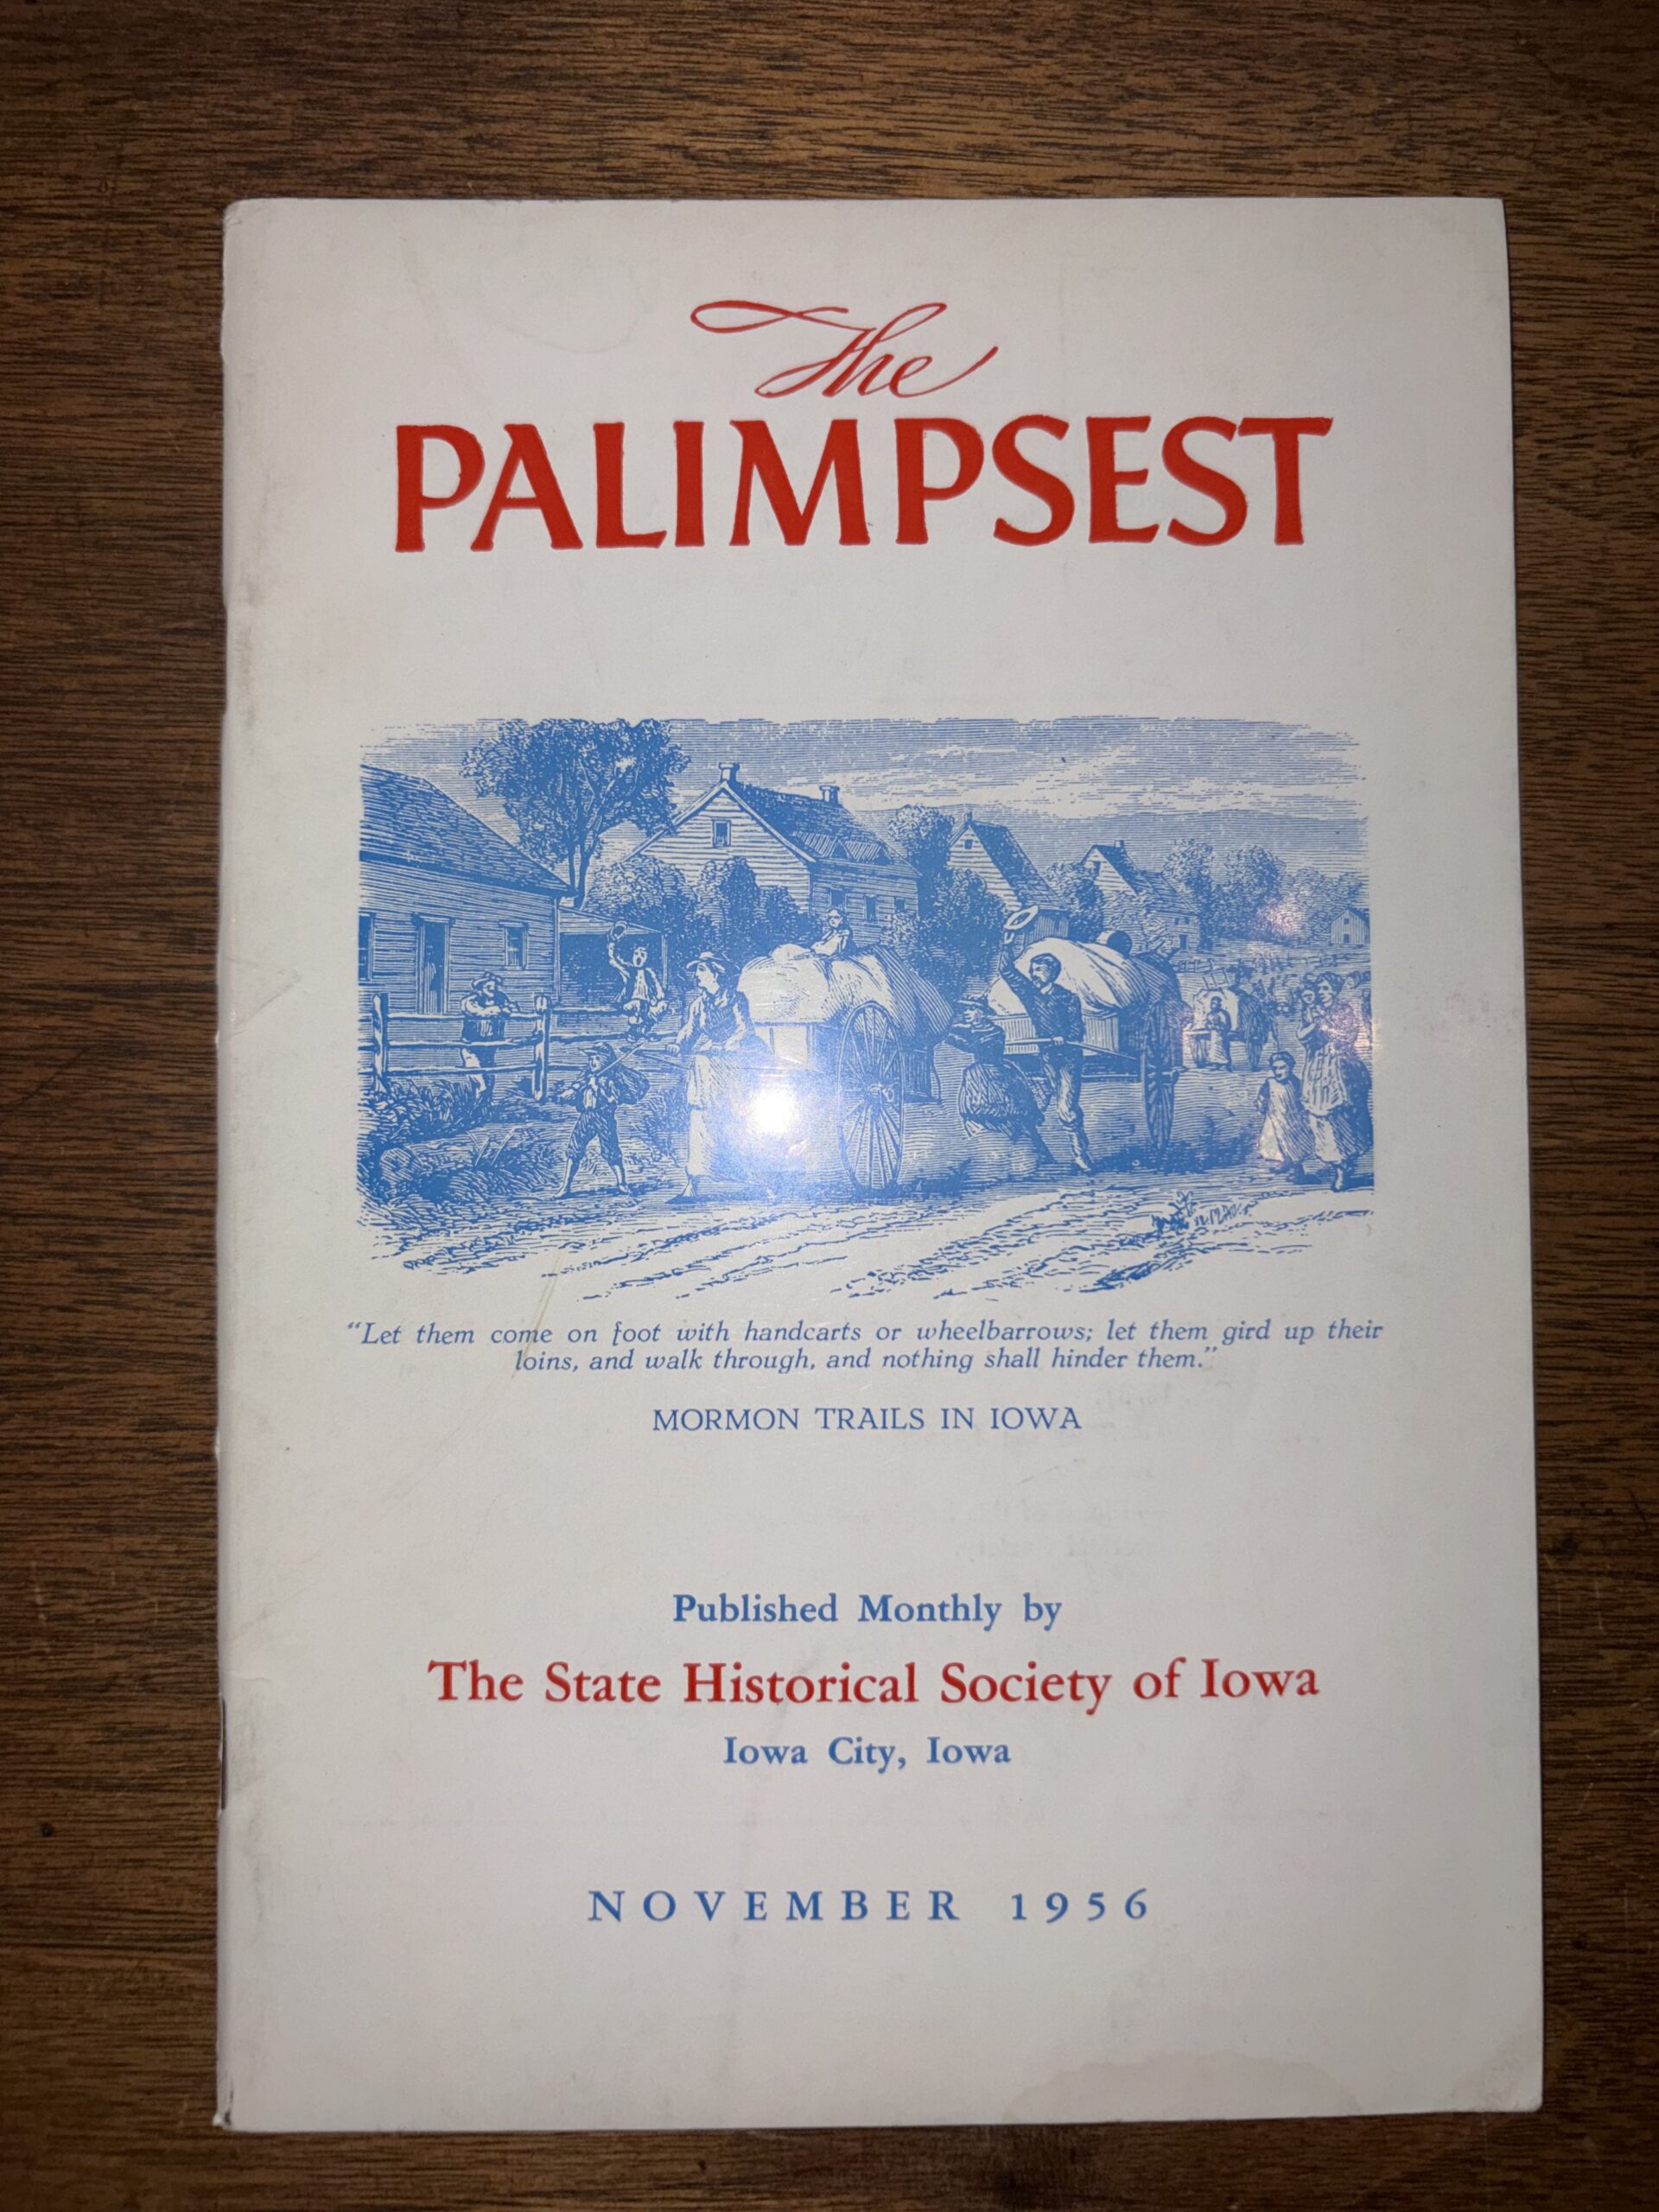 The
PALIMPSEST
"Let them come on foot with handcarts or wheelbarrows; let them gird up their
loins, and walk through, and nothing shall hinder them."
MORMON TRAILS IN IOWA
Published Monthly by
The State Historical Society of Iowa
Iowa City, Iowa
NOVEMBER 1956